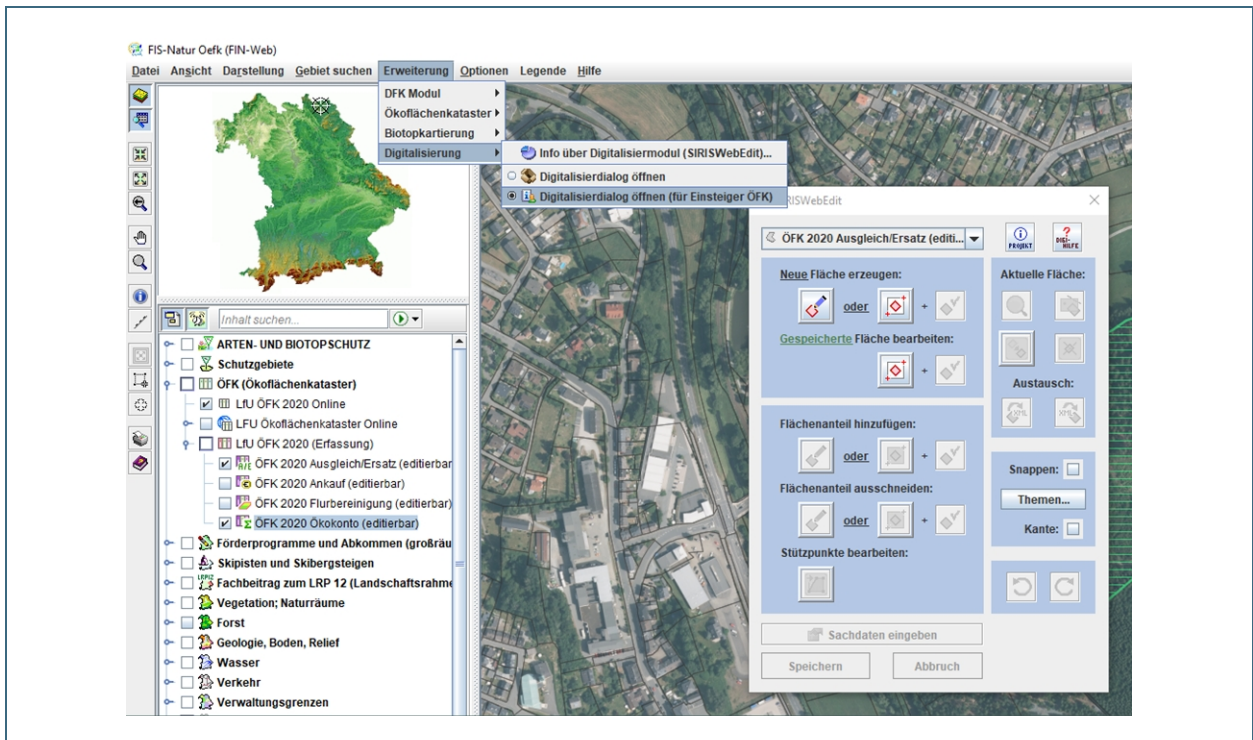 FIS-Natur Oefk (FIN-Web)
Datei Ansicht Darstellung Gebiet suchen Erweiterung Optionen Legende Hilfe
DFK Modul
Ökoflächenkataster
Biotopkartierung
Digitalisierung
Info über Digitalisiermodul (SIRISWebEdit)...
Digitalisierdialog öffnen
Digitalisierdialog öffnen (für Einsteiger ÖFK)
Inhalt suchen...
ARTEN- UND BIOTOPSCHUTZ
Schutzgebiete
ÖFK (Ökoflächenkataster)
LfU ÖFK 2020 Online
LFU Ökoflächenkataster Online
LfU ÖFK 2020 (Erfassung)
A/E ÖFK 2020 Ausgleich/Ersatz (editierbar
ÖFK 2020 Ankauf (editierbar)
ÖFK 2020 Flurbereinigung (editierbar)
ÖFK 2020 Ökokonto (editierbar)
Förderprogramme und Abkommen (großräu
Skipisten und Skibergsteigen
Fachbeitrag zum LRP 12 (Landschaftsrahme
Vegetation; Naturräume
Forst
Geologie, Boden, Relief
Wasser
Verkehr
Verwaltungsgrenzen
RISWebEdit
ÖFK 2020 Ausgleich/Ersatz (editi...
PROJEKT
DIGI-HILFE
Neue Fläche erzeugen:
oder +
Gespeicherte Fläche bearbeiten:
+
Aktuelle Fläche:
Austausch:
XML XML
Flächenanteil hinzufügen:
oder +
Flächenanteil ausschneiden:
oder +
Stützpunkte bearbeiten:
Snappen:
Themen...
Kante:
Sachdaten eingeben
Speichern Abbruch